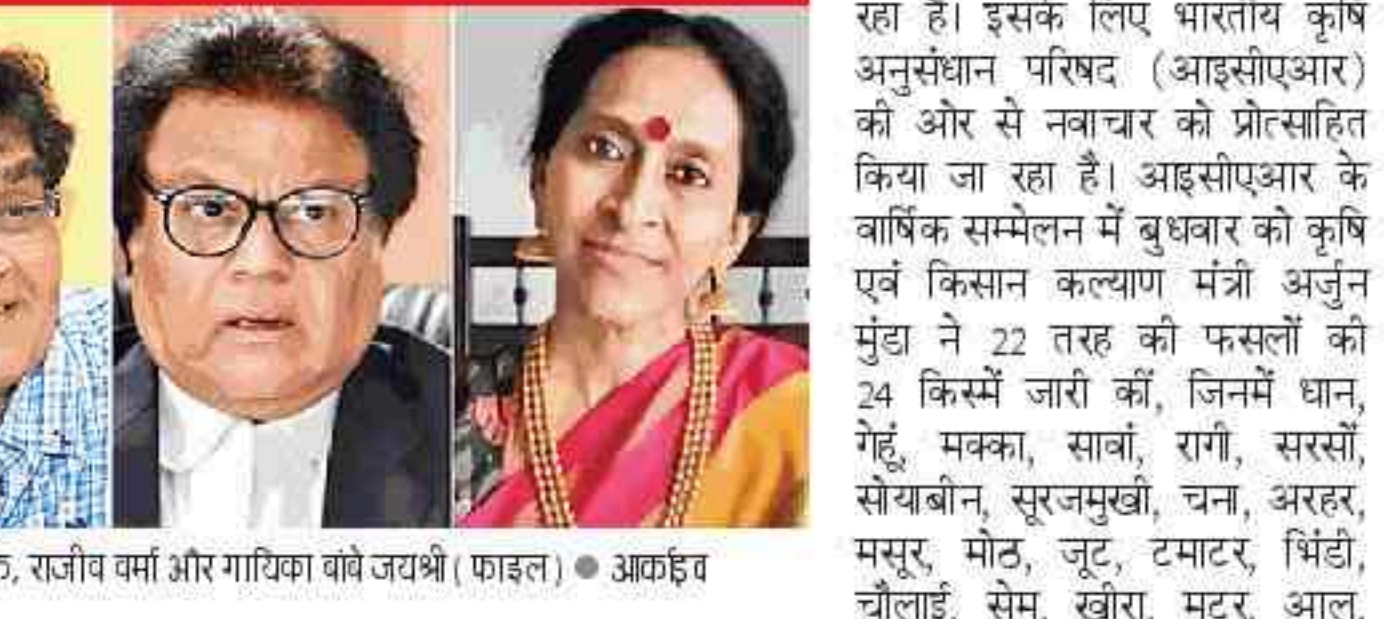 राजीव वर्मा और गायिका बांबे जयश्री (फाइल) ● आर्काइव
रहा है। इसके लिए भारतीय कृषि
अनुसंधान परिषद (आइसीएआर)
की ओर से नवाचार को प्रोत्साहित
किया जा रहा है। आइसीएआर के
वार्षिक सम्मेलन में बुधवार को कृषि
एवं किसान कल्याण मंत्री अर्जुन
मुंडा ने 22 तरह की फसलों की
24 किस्में जारी कीं, जिनमें धान,
गेहूं, मक्का, सावां, रागी, सरसों,
सोयाबीन, सूरजमुखी, चना, अरहर,
मसूर, मोठ, जूट, टमाटर, भिंडी,
चौलाई, सेम, खीरा, मटर, आलू,